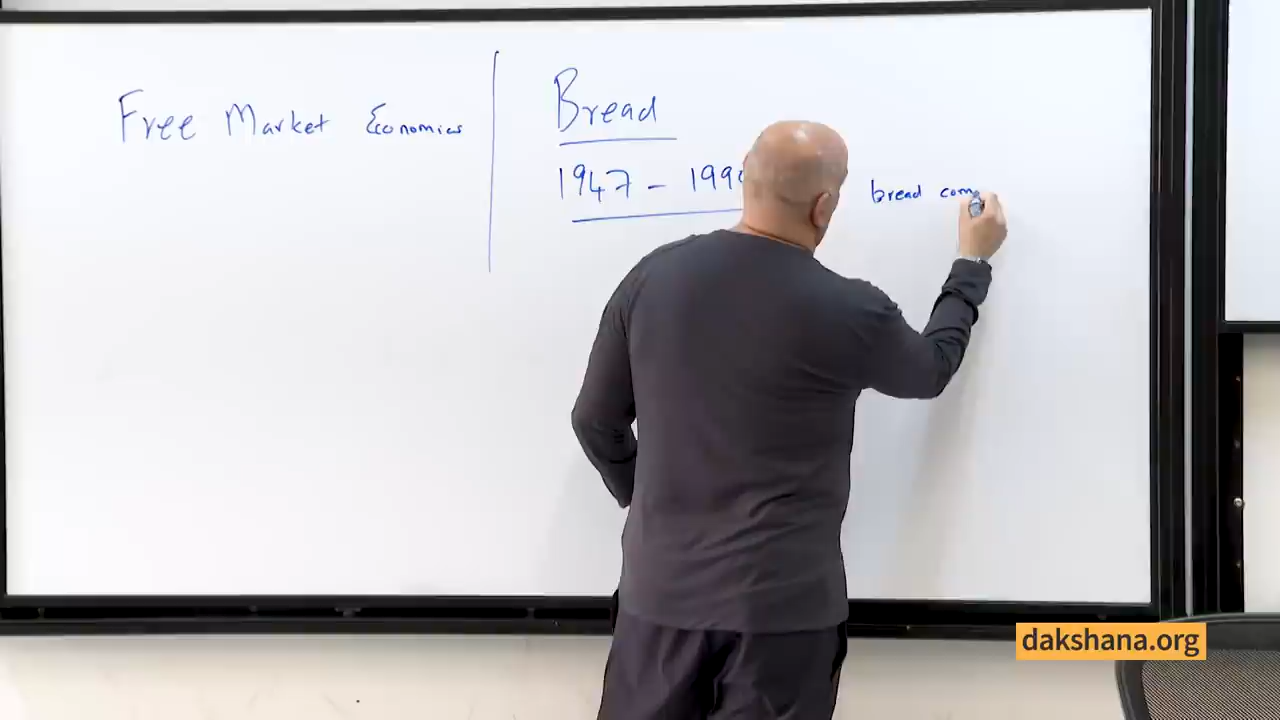 Free Market Economics
Bread
1947 - 199
bread com
dakshana.org